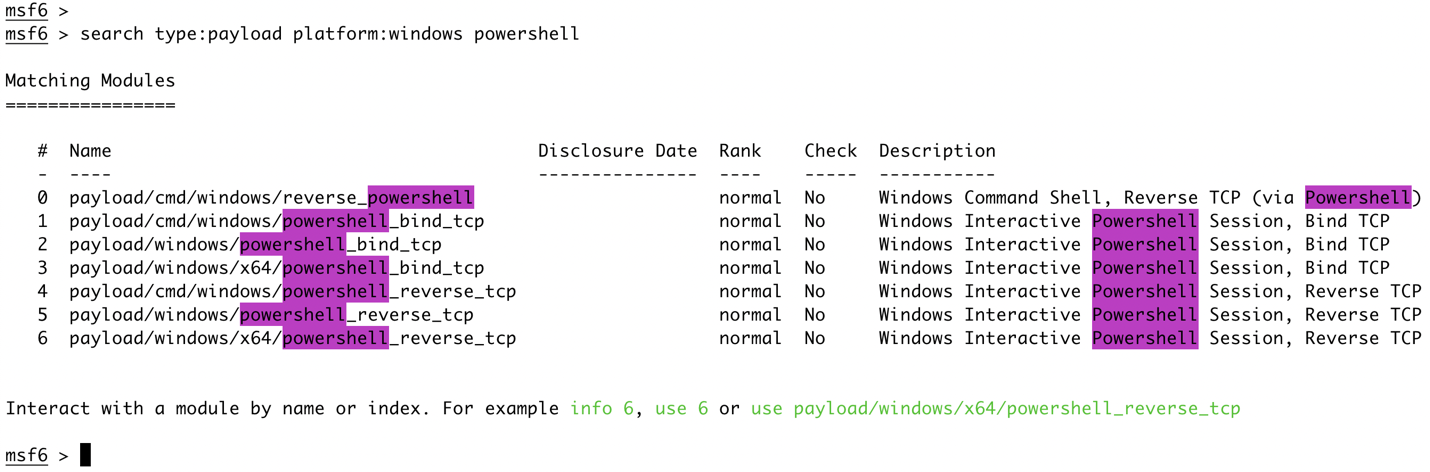 msf6 >
msf6 > search type:payload platform:windows powershell
Matching Modules
================
#  Name                                    Disclosure Date  Rank    Check  Description
-  ----                                    ---------------  ----    -----  -----------
0  payload/cmd/windows/reverse_powershell                   normal  No     Windows Command Shell, Reverse TCP (via Powershell)
1  payload/cmd/windows/powershell_bind_tcp                  normal  No     Windows Interactive Powershell Session, Bind TCP
2  payload/windows/powershell_bind_tcp                      normal  No     Windows Interactive Powershell Session, Bind TCP
3  payload/windows/x64/powershell_bind_tcp                  normal  No     Windows Interactive Powershell Session, Bind TCP
4  payload/cmd/windows/powershell_reverse_tcp               normal  No     Windows Interactive Powershell Session, Reverse TCP
5  payload/windows/powershell_reverse_tcp                   normal  No     Windows Interactive Powershell Session, Reverse TCP
6  payload/windows/x64/powershell_reverse_tcp               normal  No     Windows Interactive Powershell Session, Reverse TCP
Interact with a module by name or index. For example info 6, use 6 or use payload/windows/x64/powershell_reverse_tcp
msf6 >